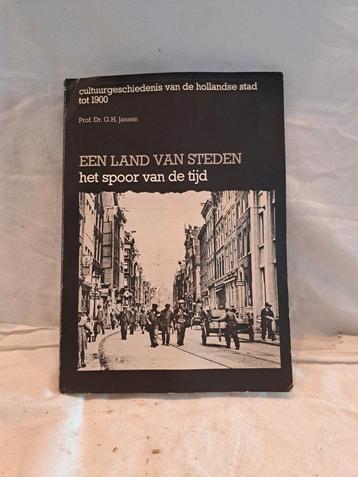 cultuurgeschiedenis van de hollandse stad
tot 1900
Prof. Dr. G.H. Jansen
EEN LAND VAN STEDEN
het spoor van de tijd